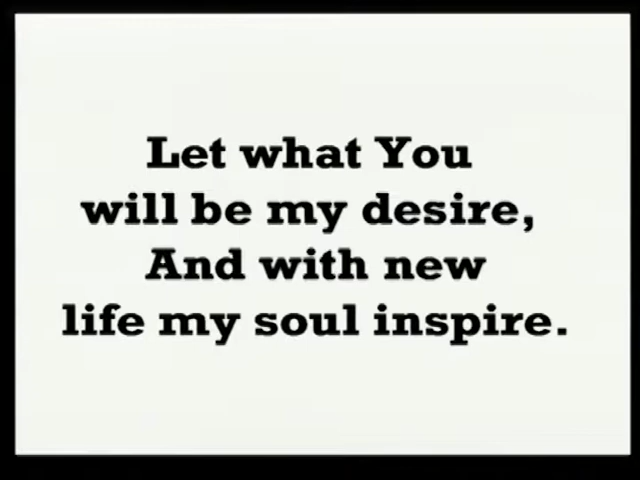 Let what You
will be my desire,
And with new
life my soul inspire.